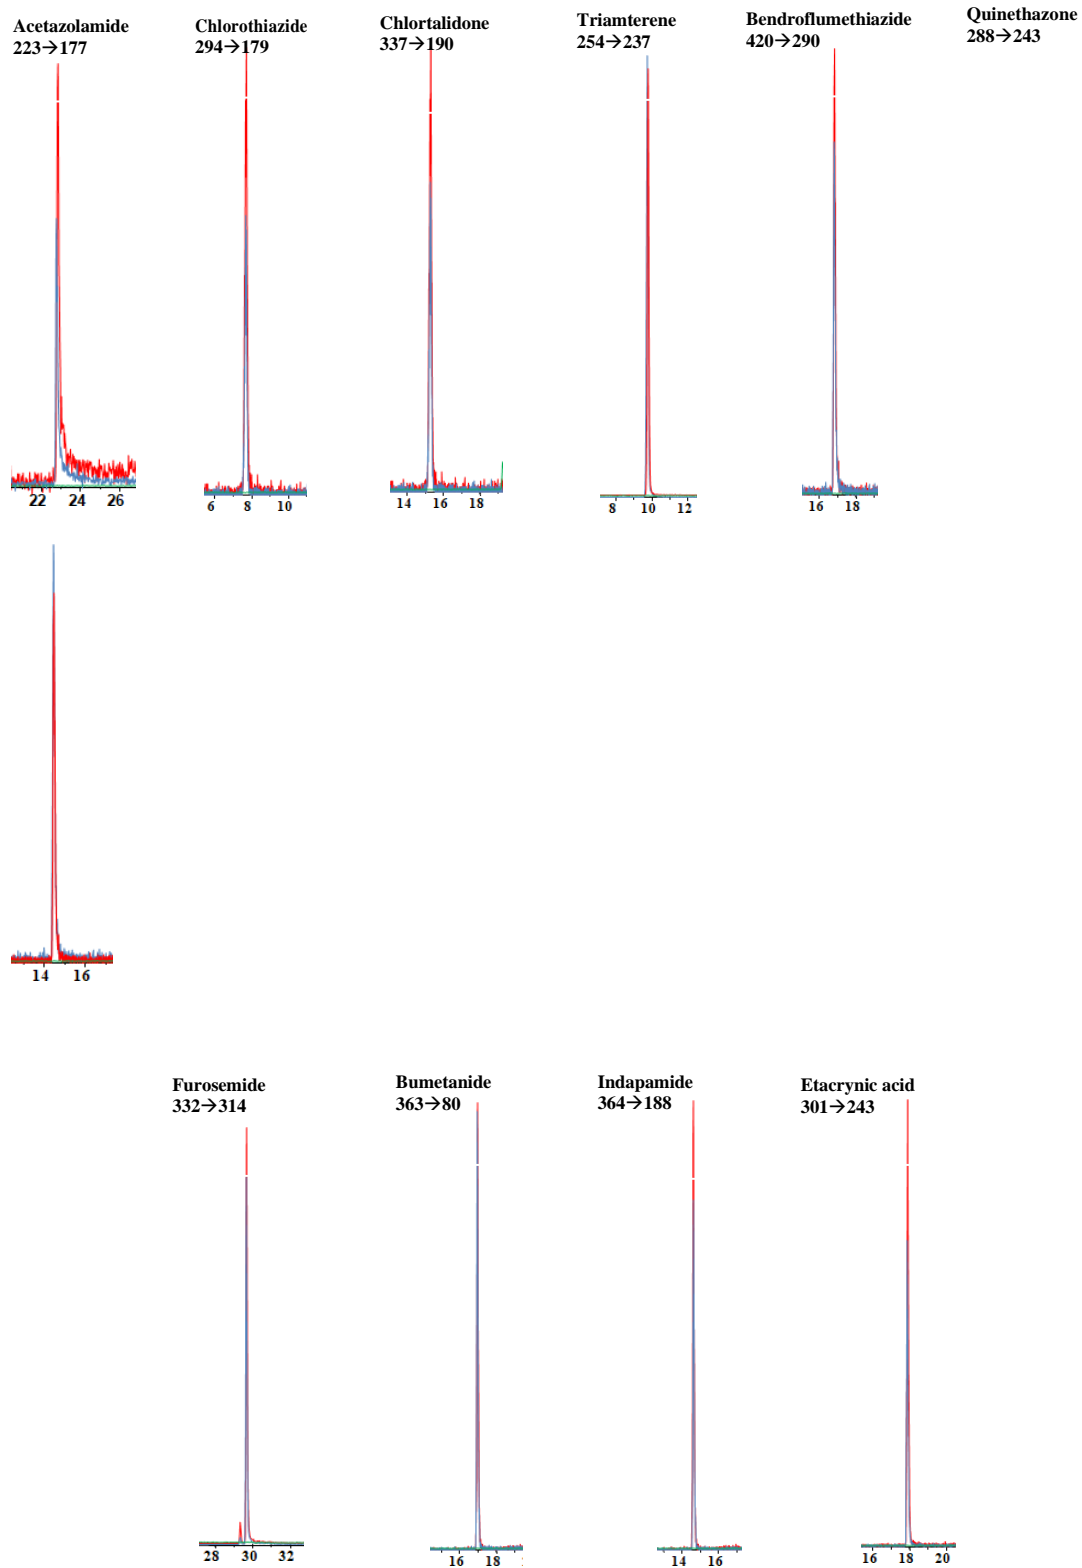 Acetazolamide
223→177
Chlorothiazide
294→179
Chlortalidone
337→190
Triamterene
254→237
Bendroflumethiazide
420→290
Quinethazone
288→243
22 24 26
6 8 10
14 16 18
8 10 12
16 18
14 16
Furosemide
332→314
Bumetanide
363→80
Indapamide
364→188
Etacrynic acid
301→243
28 30 32
16 18
14 16
16 18 20